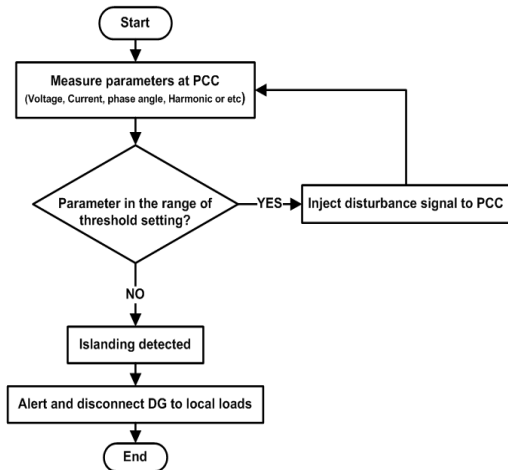 Start
Measure parameters at PCC
(Voltage, Current, phase angle, Harmonic or etc)
Parameter in the range of
threshold setting?
YES
Inject disturbance signal to PCC
NO
Islanding detected
Alert and disconnect DG to local loads
End